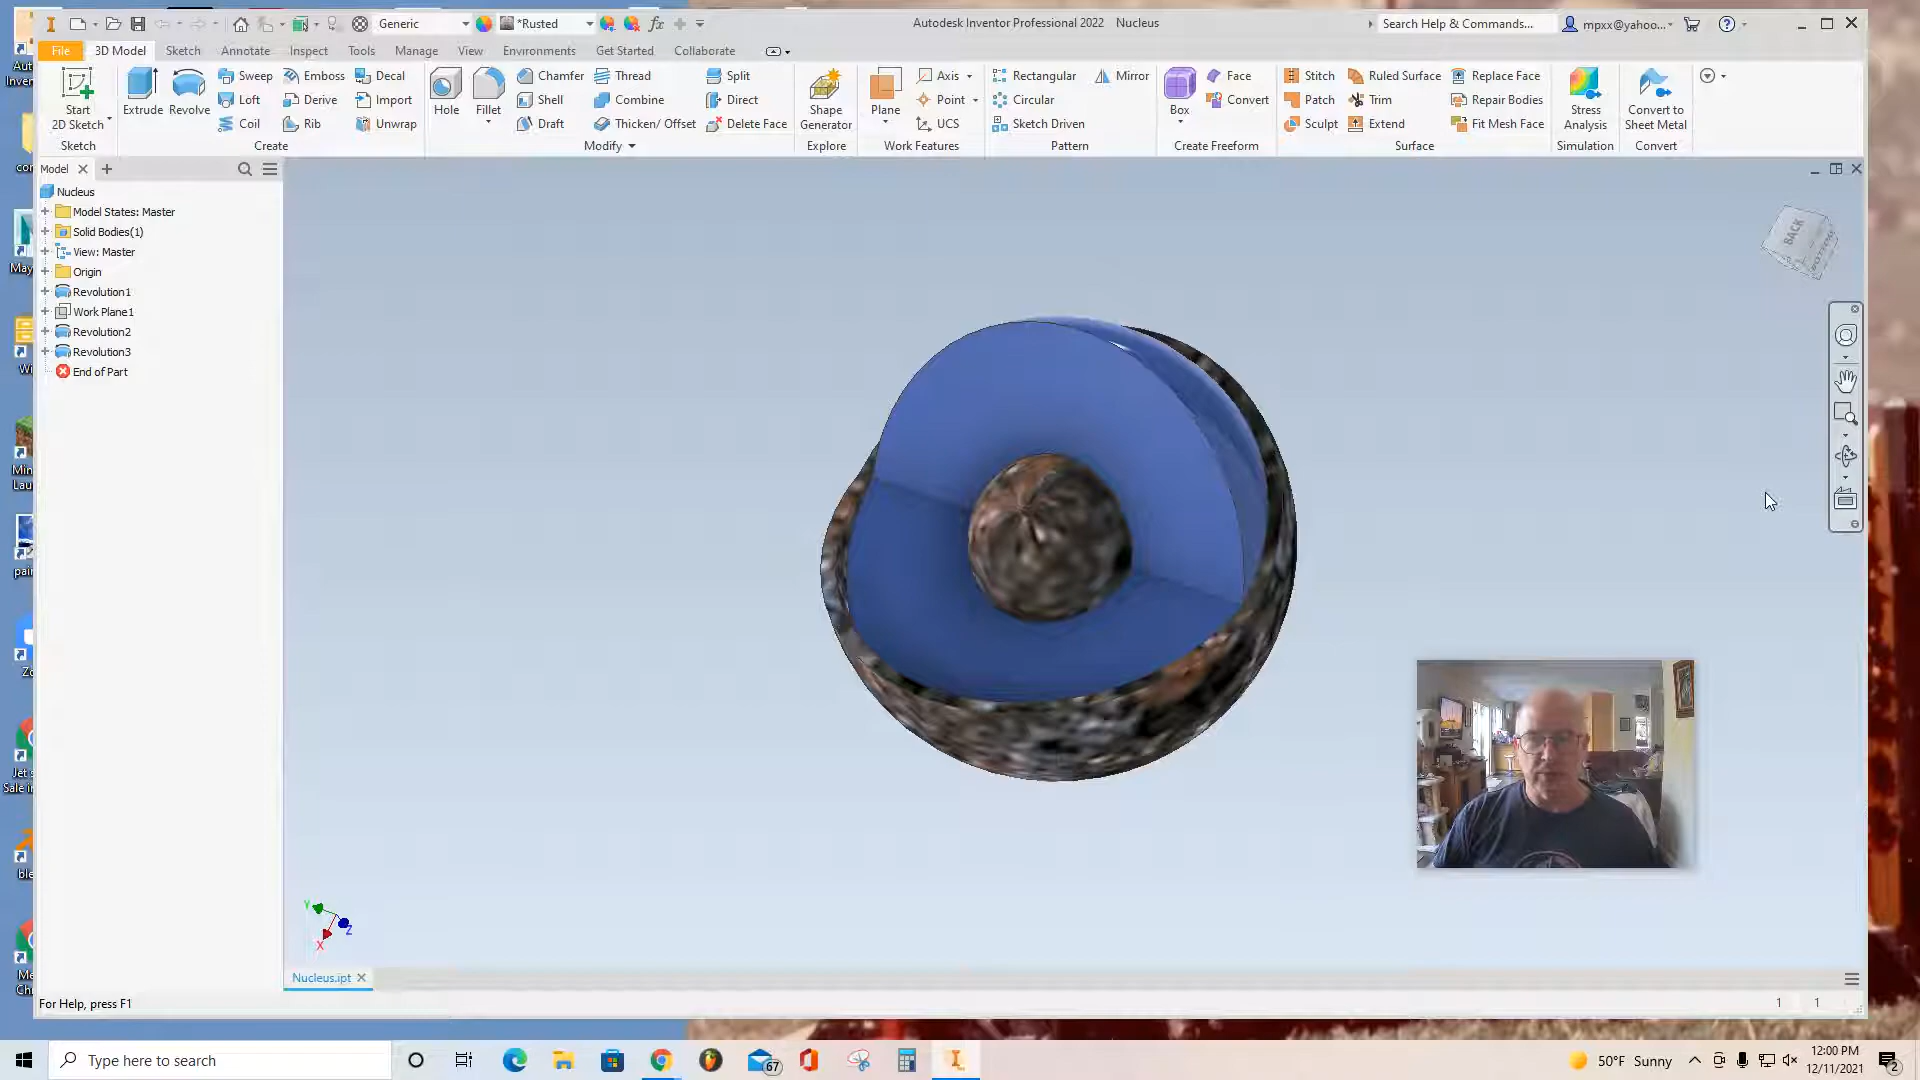 Generic
*Rusted
Autodesk Inventor Professional 2022 Nucleus
Search Help & Commands...
mpxx@yahoo...
File 3D Model Sketch Annotate Inspect Tools Manage View Environments Get Started Collaborate
Start
2D Sketch
Extrude
Revolve
Sweep
Loft
Coil
Emboss
Derive
Rib
Decal
Import
Unwrap
Hole
Fillet
Chamfer
Shell
Draft
Thread
Combine
Thicken/ Offset
Split
Direct
Delete Face
Shape
Generator
Plane
Axis
Point
UCS
Rectangular
Circular
Sketch Driven
Mirror
Box
Face
Convert
Stitch
Patch
Sculpt
Ruled Surface
Trim
Extend
Replace Face
Repair Bodies
Fit Mesh Face
Stress
Analysis
Convert to
Sheet Metal
Sketch Create Modify Explore Work Features Pattern Create Freeform Surface Simulation Convert
Model
Nucleus
Model States: Master
Solid Bodies(1)
View: Master
Origin
Revolution1
Work Plane1
Revolution2
Revolution3
End of Part
BACK
BOTTOM
Y
Z
X
Nucleus.ipt
For Help, press F1
1 1
Type here to search
67
50°F Sunny
12:00 PM
12/11/2021
2